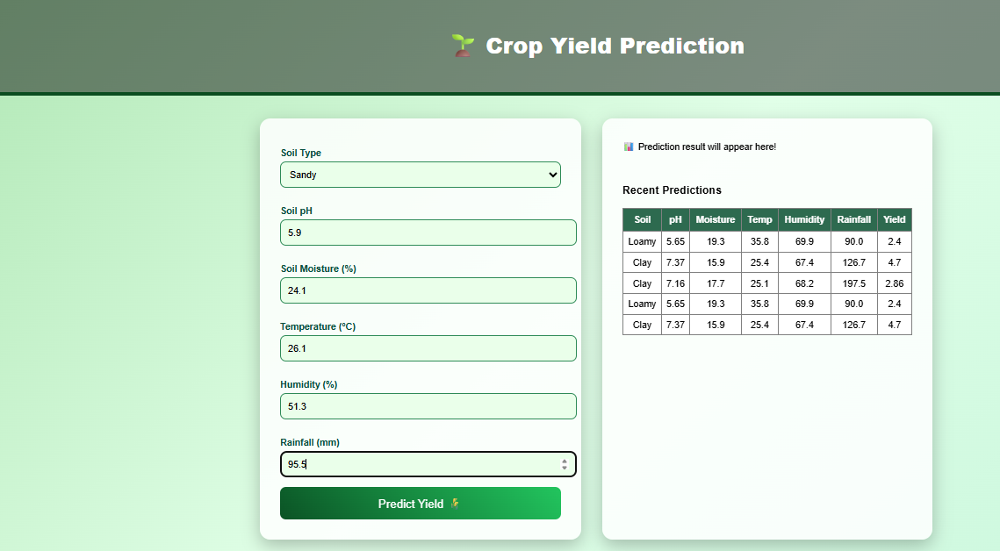 🌱 Crop Yield Prediction
Soil Type
Sandy
Soil pH
5.9
Soil Moisture (%)
24.1
Temperature (°C)
26.1
Humidity (%)
51.3
Rainfall (mm)
95.5
Predict Yield 🌾
📊 Prediction result will appear here!
Recent Predictions
Soil pH Moisture Temp Humidity Rainfall Yield
Loamy 5.65 19.3 35.8 69.9 90.0 2.4
Clay 7.37 15.9 25.4 67.4 126.7 4.7
Clay 7.16 17.7 25.1 68.2 197.5 2.86
Loamy 5.65 19.3 35.8 69.9 90.0 2.4
Clay 7.37 15.9 25.4 67.4 126.7 4.7